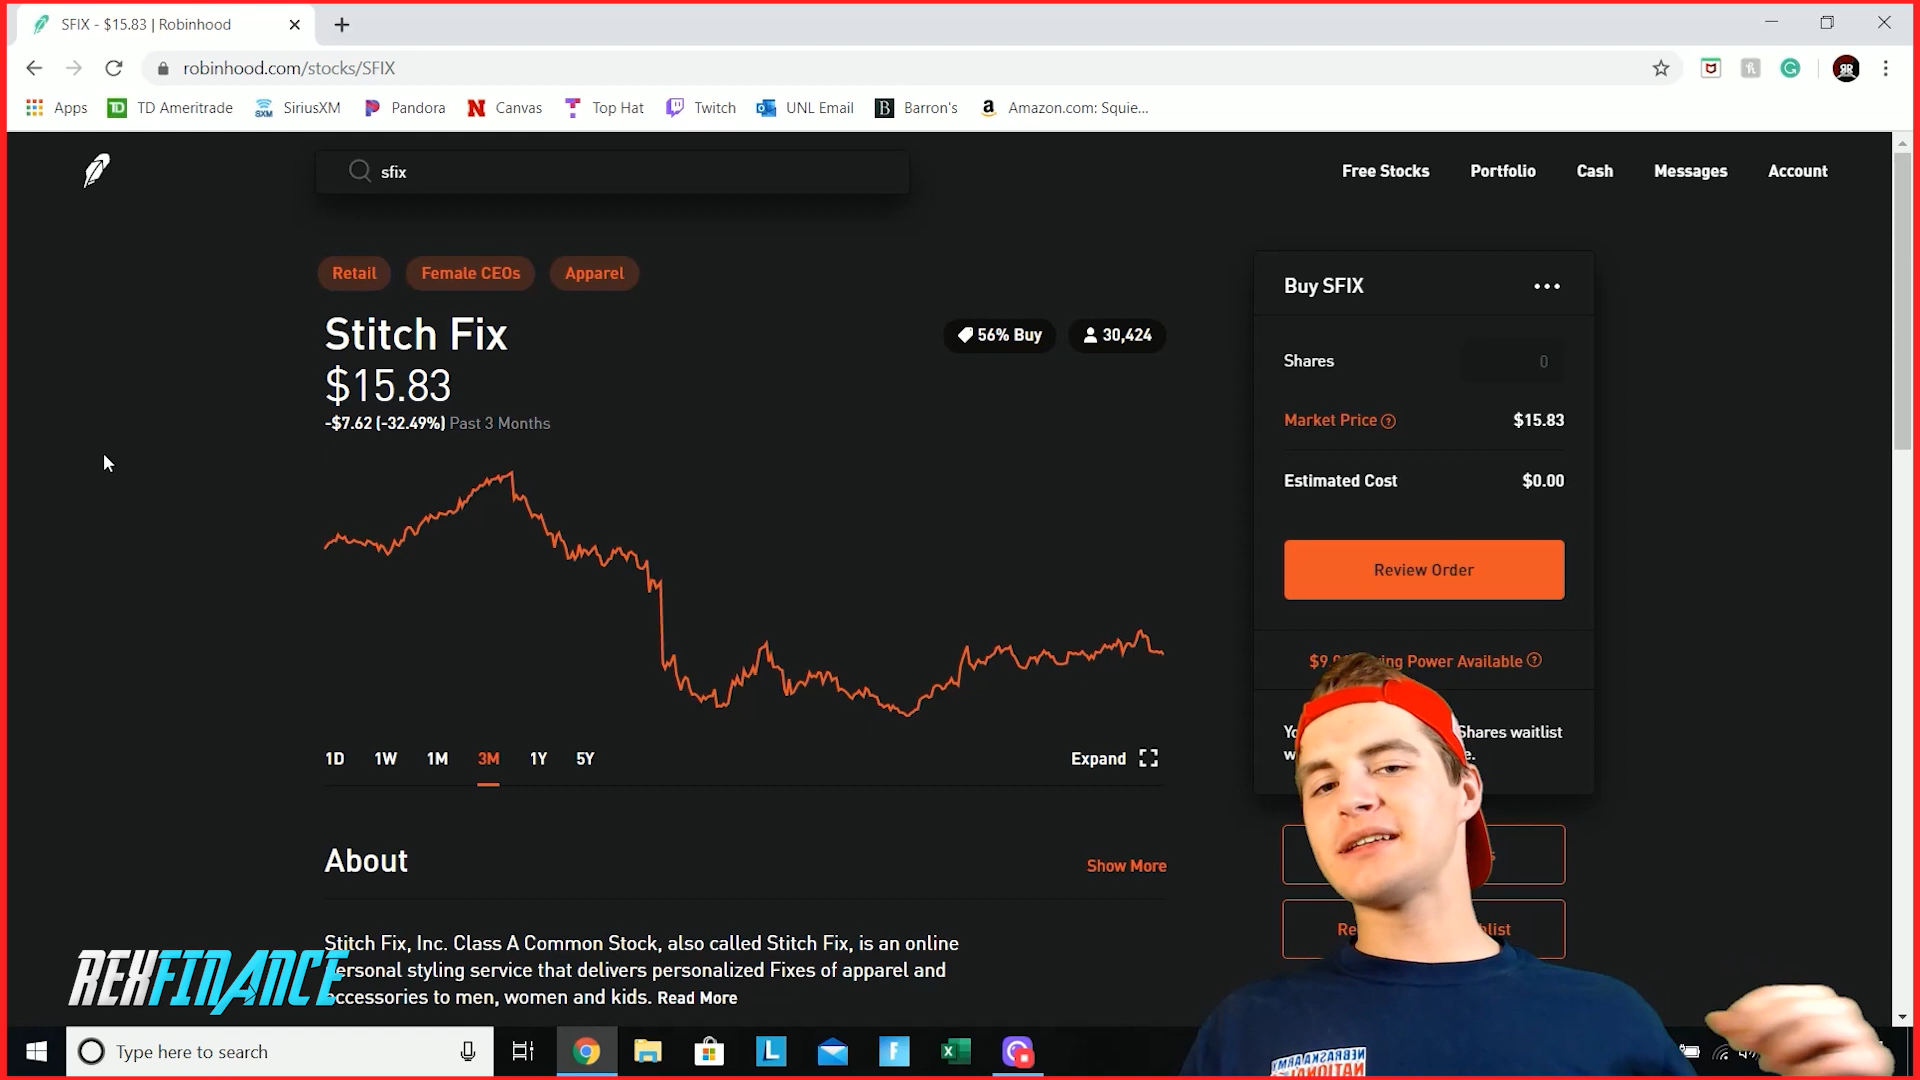 SFIX - $15.83 | Robinhood
robinhood.com/stocks/SFIX
Apps TD Ameritrade SiriusXM Pandora Canvas Top Hat Twitch UNL Email Barron's Amazon.com: Squie...
sfix
Free Stocks Portfolio Cash Messages Account
Retail Female CEOs Apparel
Stitch Fix
56% Buy 30,424
$15.83
-$7.62 (-32.49%) Past 3 Months
Buy SFIX
Shares 0
Market Price $15.83
Estimated Cost $0.00
Review Order
Power Available
Shares waitlist
1D 1W 1M 3M 1Y 5Y
Expand
About
Show More
Stitch Fix, Inc. Class A Common Stock, also called Stitch Fix, is an online
personal styling service that delivers personalized Fixes of apparel and
accessories to men, women and kids. Read More
REXFINANCE
Type here to search
NEBRASKA ARMY
NATIONAL